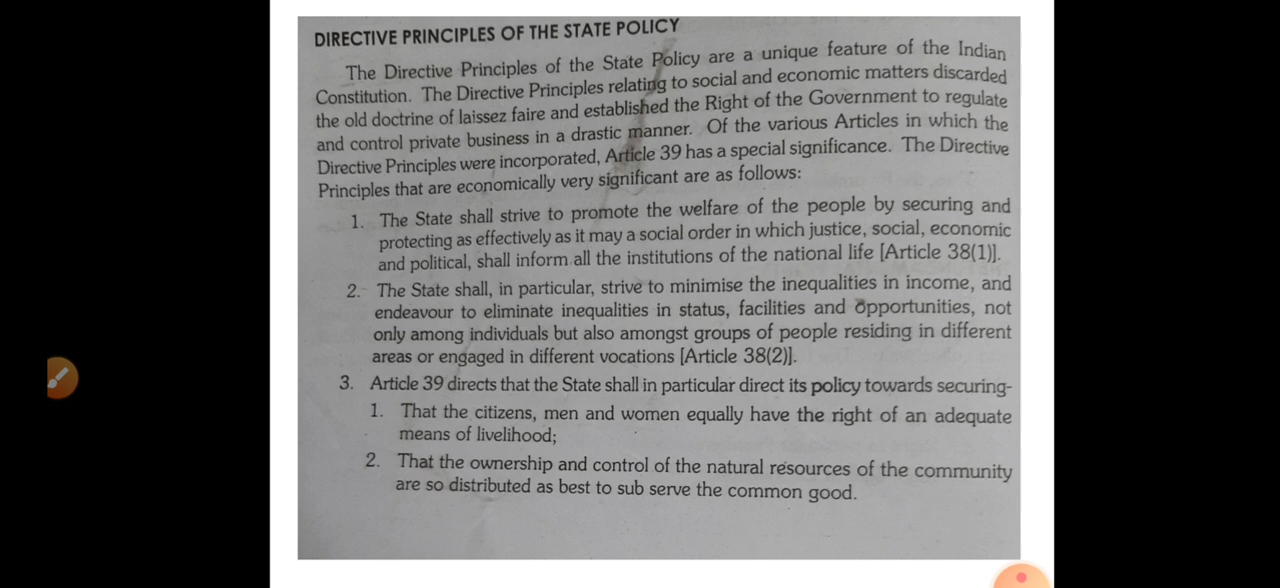 DIRECTIVE PRINCIPLES OF THE STATE POLICY
The Directive Principles of the State Policy are a unique feature of the Indian
Constitution. The Directive Principles relating to social and economic matters discarded
the old doctrine of laissez faire and established the Right of the Government to regulate
and control private business in a drastic manner. Of the various Articles in which the
Directive Principles were incorporated, Article 39 has a special significance. The Directive
Principles that are economically very significant are as follows:
1. The State shall strive to promote the welfare of the people by securing and
protecting as effectively as it may a social order in which justice, social, economic
and political, shall inform all the institutions of the national life [Article 38(1)].
2. The State shall, in particular, strive to minimise the inequalities in income, and
endeavour to eliminate inequalities in status, facilities and opportunities, not
only among individuals but also amongst groups of people residing in different
areas or engaged in different vocations [Article 38(2)].
3. Article 39 directs that the State shall in particular direct its policy towards securing-
1. That the citizens, men and women equally have the right of an adequate
means of livelihood;
2. That the ownership and control of the natural resources of the community
are so distributed as best to sub serve the common good.